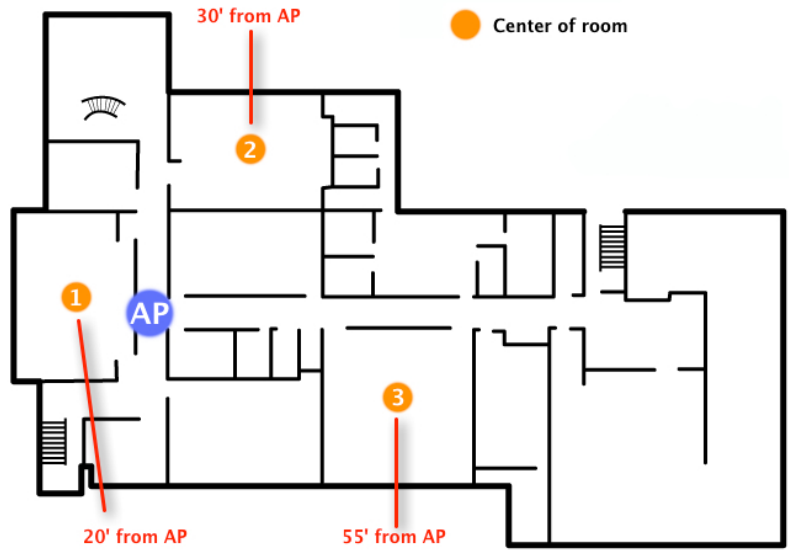 30' from AP
Center of room
2
1
AP
3
20' from AP
55' from AP